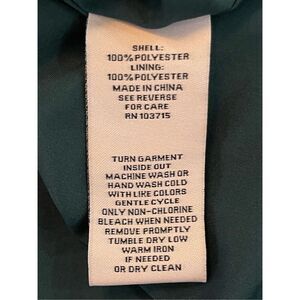 SHELL:
100% POLYESTER
LINING:
100% POLYESTER
MADE IN CHINA
SEE REVERSE
FOR CARE
RN 103715
TURN GARMENT
INSIDE OUT
MACHINE WASH OR
HAND WASH COLD
WITH LIKE COLORS
GENTLE CYCLE
ONLY NON-CHLORINE
BLEACH WHEN NEEDED
REMOVE PROMPTLY
TUMBLE DRY LOW
WARM IRON
IF NEEDED
OR DRY CLEAN